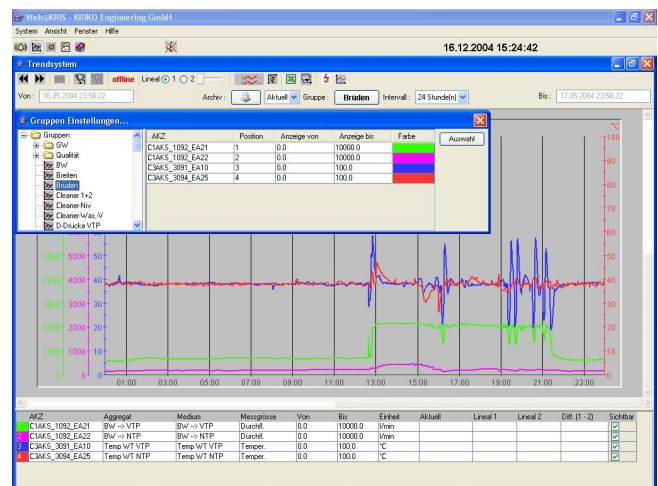 Web@KRIS - KRIKO Engineering GmbH
System Ansicht Fenster Hilfe
16.12.2004 15:24:42
Trendsystem
offline Lineal 1 2
Von: 16.05.2004 23:58:22 Archiv: Aktuell Gruppe: Brüden Intervall: 24 Stunde(n) Bis: 17.05.2004 23:58:22
Gruppen Einstellungen...
Gruppen
GW
Qualität
BW
Breiten
Brüden
Cleaner 1+2
Cleaner-Niv
Cleaner-Was.-V
D-Drücke VTP
AKZ Position Anzeige von Anzeige bis Farbe
C1AKS_1092_EA21 1 0.0 10000.0
C1AKS_1092_EA22 2 0.0 10000.0
C3AKS_3091_EA10 3 0.0 100.0
C3AKS_3094_EA25 4 0.0 100.0
Auswahl
°C
100
90
80
70
60
5000 5000 50 50
40 40
3000 3000 30 30
2000 2000 20 20
1000 1000 10 10
0 0 0 0
01:00 03:00 05:00 07:00 09:00 11:00 13:00 15:00 17:00 19:00 21:00 23:00
AKZ Aggregat Medium Messgrösse Von Bis Einheit Aktuell Lineal 1 Lineal 2 Diff. (1 - 2) Sichtbar
1 C1AKS_1092_EA21 BW -> VTP BW -> VTP Durchfl. 0.0 10000.0 l/min
2 C1AKS_1092_EA22 BW -> NTP BW -> NTP Durchfl. 0.0 10000.0 l/min
3 C3AKS_3091_EA10 Temp WT VTP Temp WT VTP Temper. 0.0 100.0 °C
4 C3AKS_3094_EA25 Temp WT NTP Temp WT NTP Temper. 0.0 100.0 °C